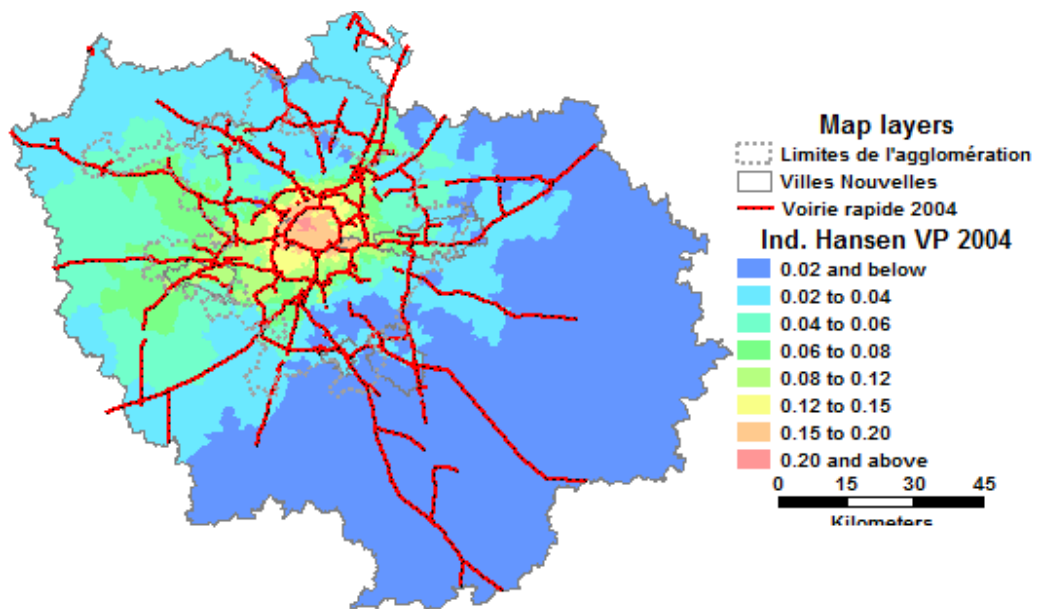 Map layers
Limites de l'agglomération
Villes Nouvelles
Voirie rapide 2004
Ind. Hansen VP 2004
0.02 and below
0.02 to 0.04
0.04 to 0.06
0.06 to 0.08
0.08 to 0.12
0.12 to 0.15
0.15 to 0.20
0.20 and above
0 15 30 45
Kilometers